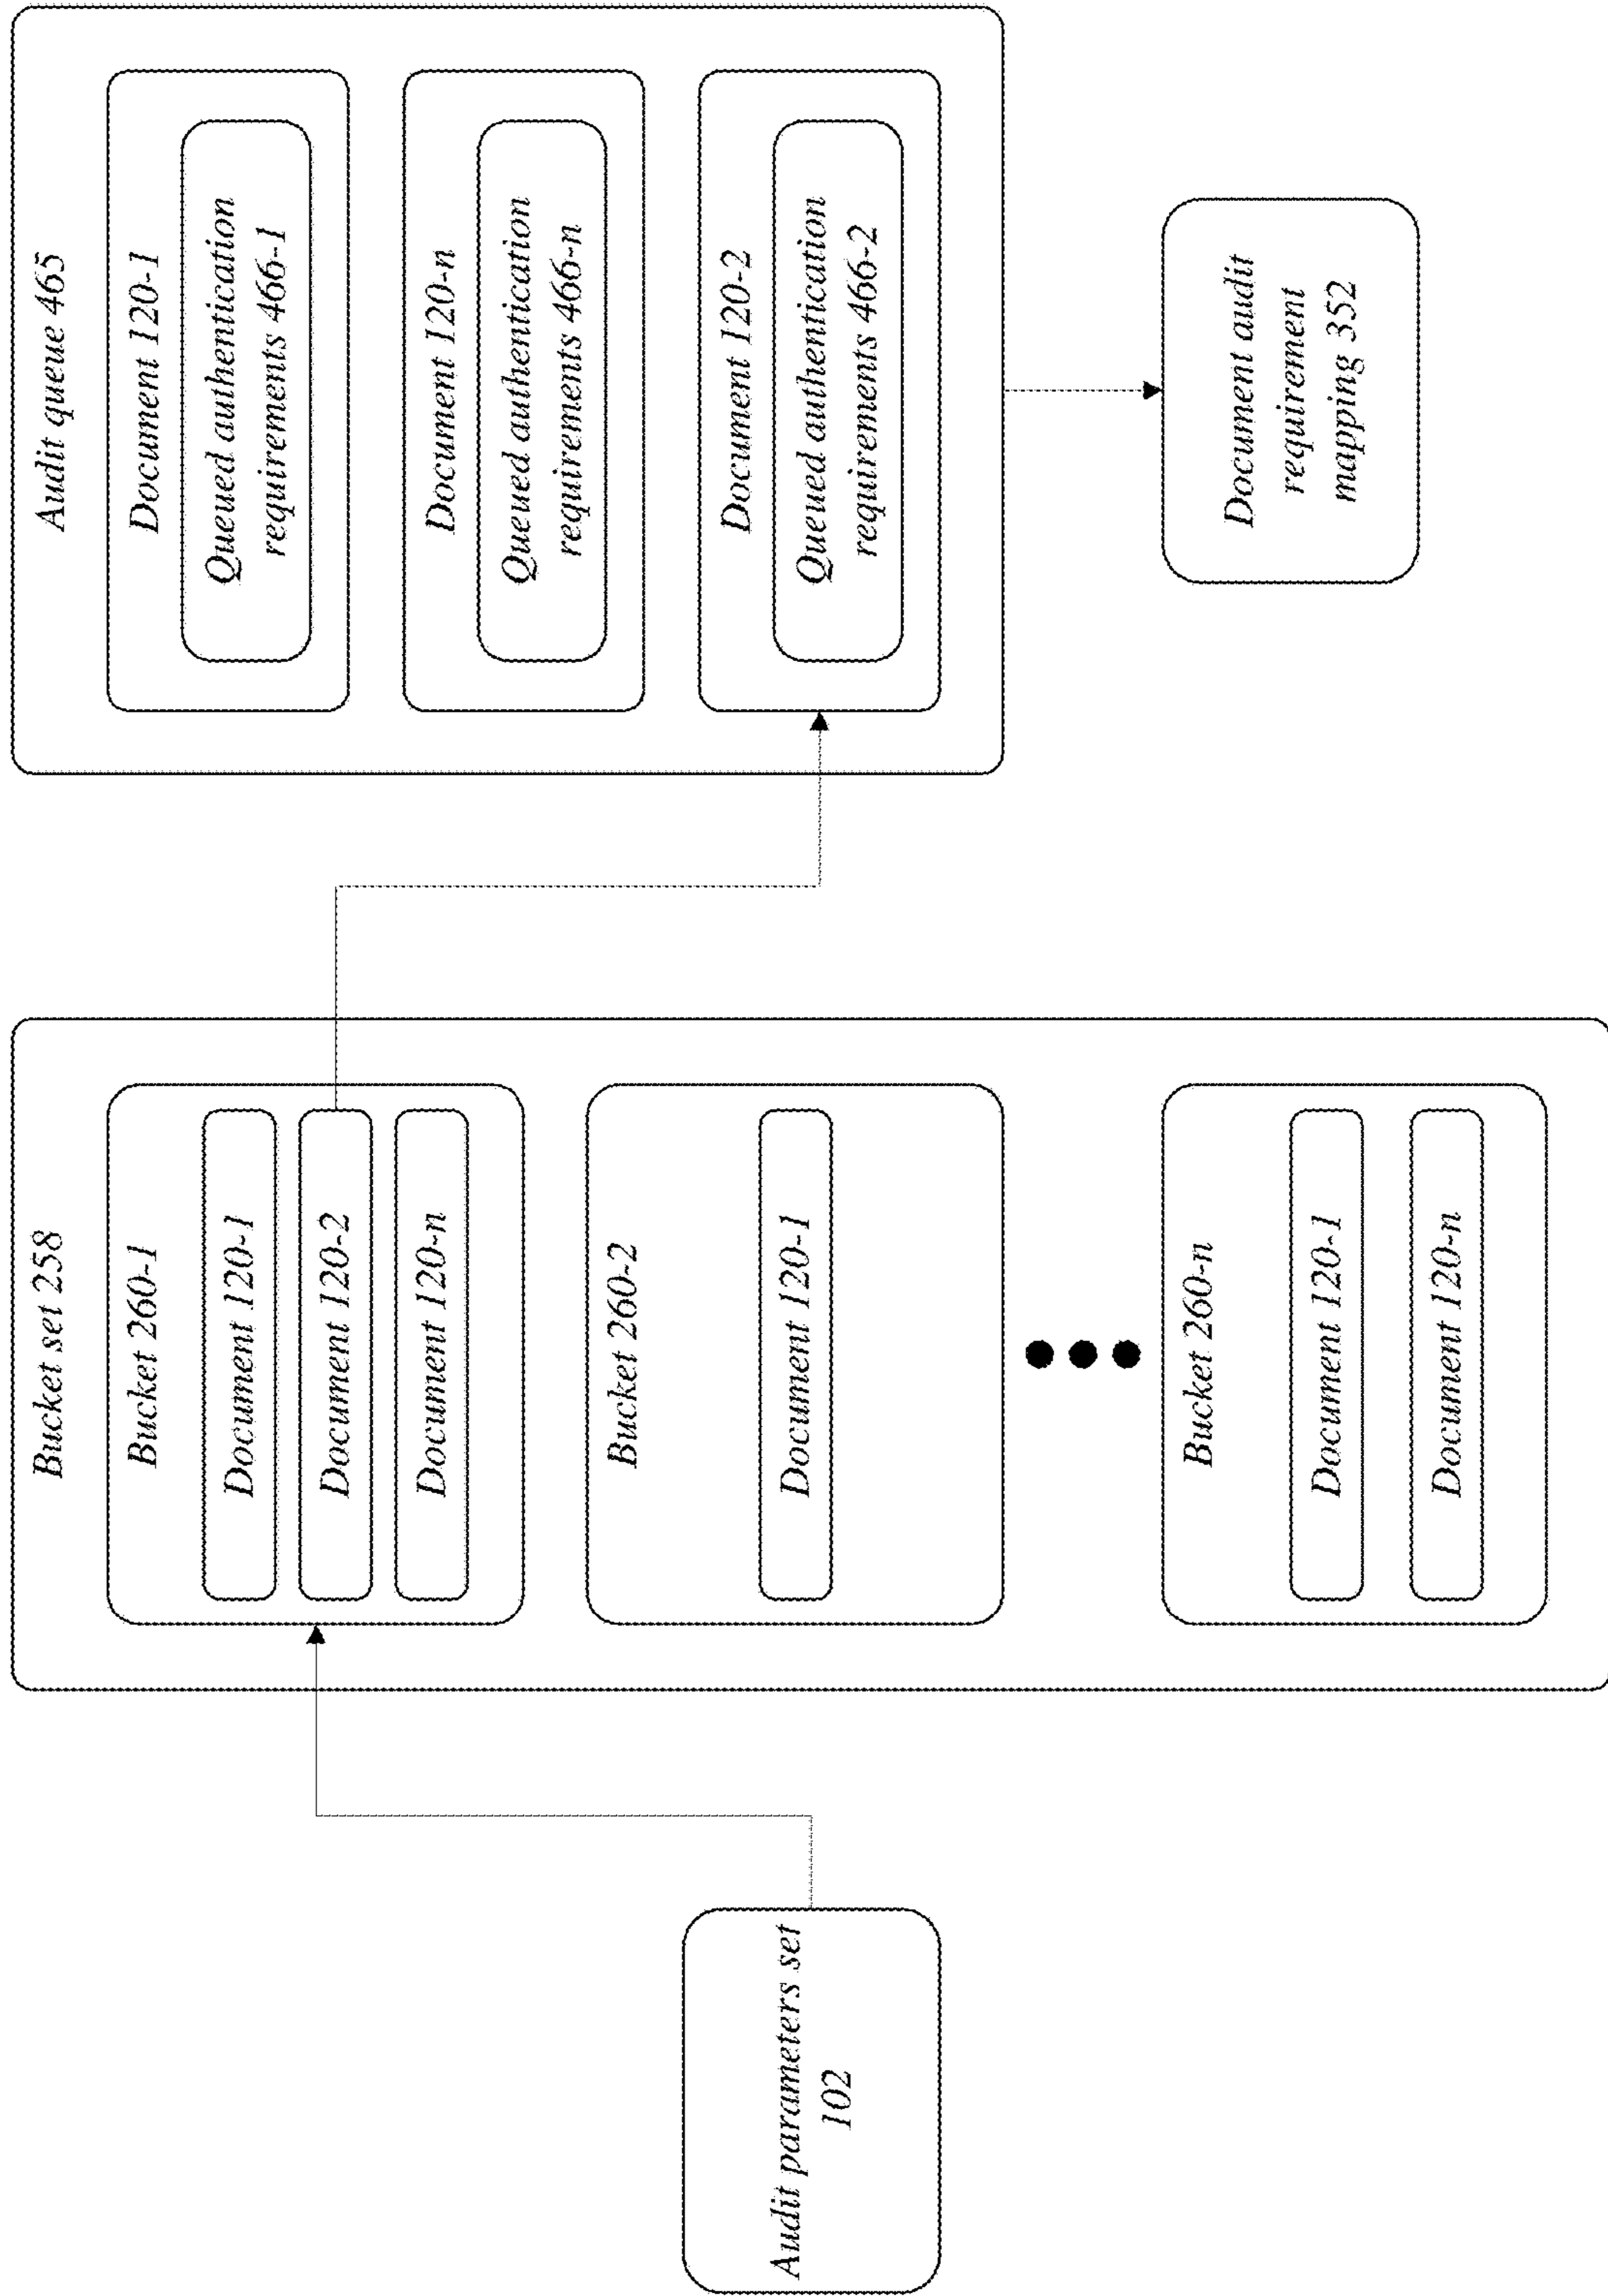 Audit parameters set
102
Bucket set 258
Bucket 260-1
Document 120-1
Document 120-2
Document 120-n
Bucket 260-2
Document 120-1
Bucket 260-n
Document 120-1
Document 120-n
Audit queue 465
Document 120-1
Queued authentication
requirements 466-1
Document 120-n
Queued authentication
requirements 466-n
Document 120-2
Queued authentication
requirements 466-2
Document audit
requirement
mapping 352